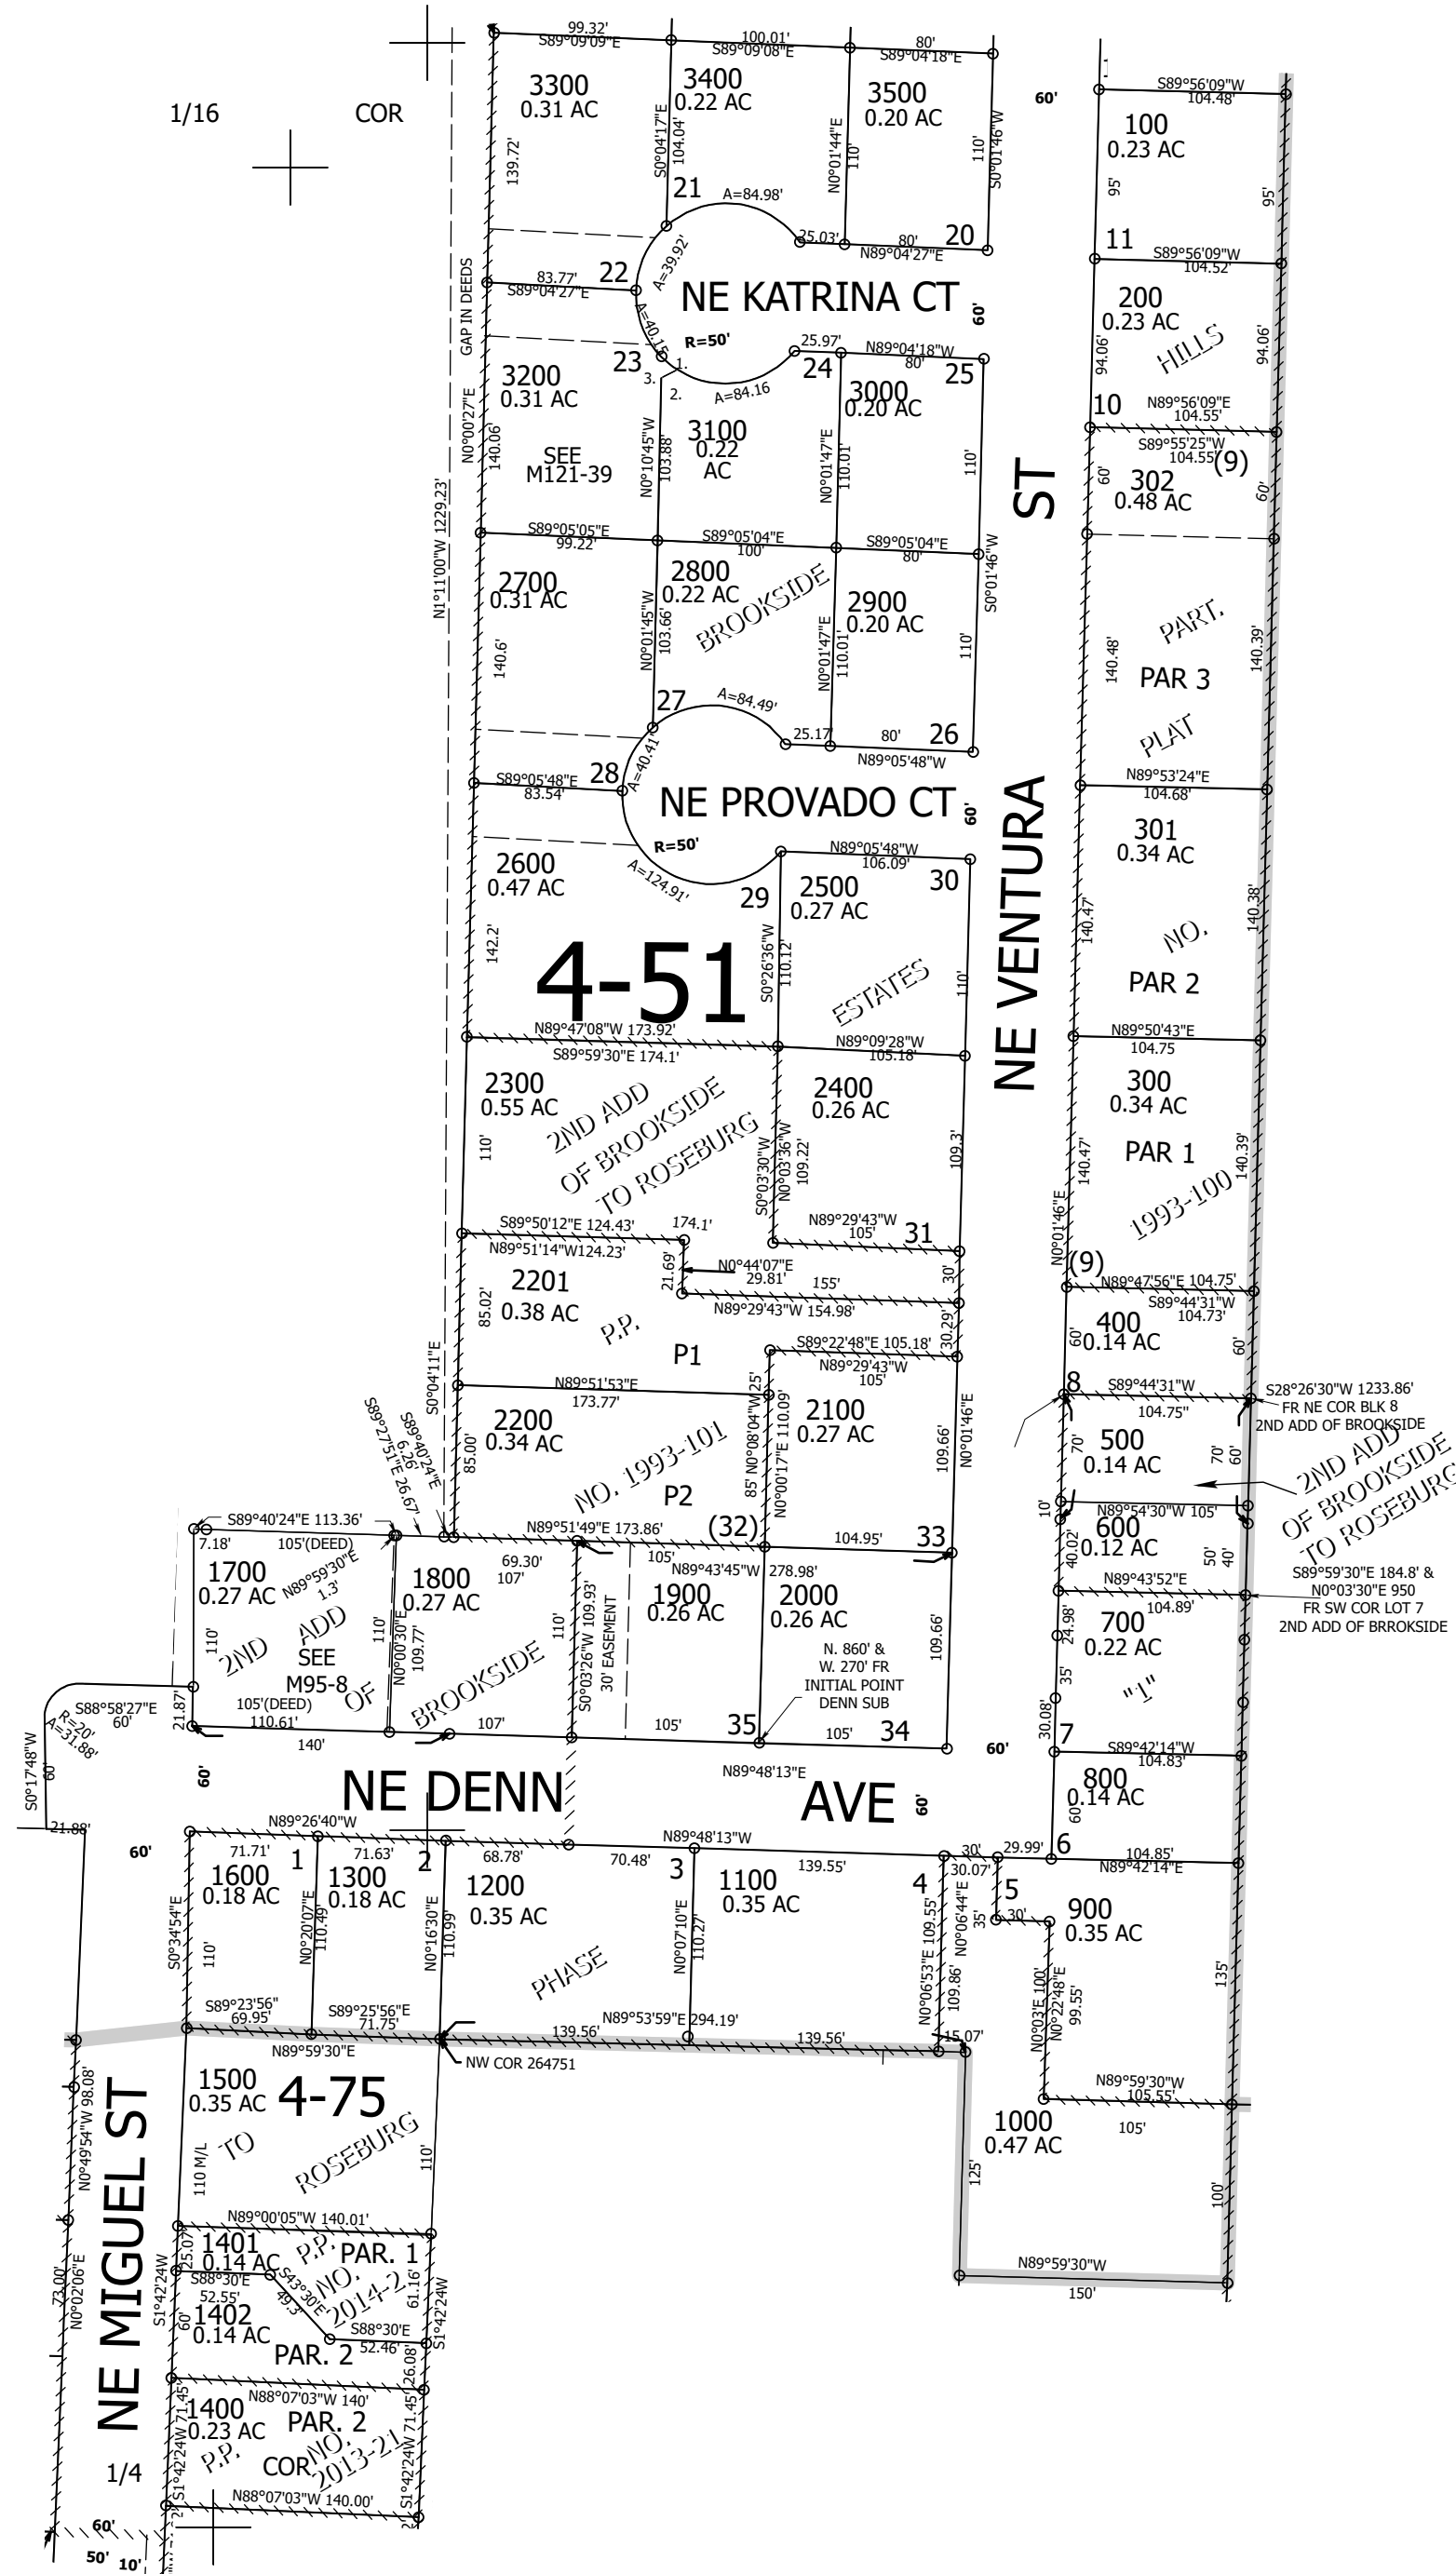 99.32'
S89°09'09"E
100.01'
S89°09'08"E
80'
S89°04'18"E
1/16 COR
3300
0.31 AC
3400
0.22 AC
3500
0.20 AC
60'
S89°56'09"W
104.48'
100
0.23 AC
139.72'
S0°04'17"E
104.04'
N0°01'44"E
110'
110'
S0°01'46"W
95'
95'
21
A=84.98'
A=39.92'
25.03'
80'
N89°04'27"E
20
11
S89°56'09"W
104.52'
GAP IN DEEDS
83.77'
S89°04'27"E
22
NE KATRINA CT
60'
200
0.23 AC
HILLS
94.06'
94.06'
A=40.15
R=50'
23
1.
2.
3.
A=84.16
25.97'
24
N89°04'18"W
80'
25
3200
0.31 AC
SEE
M121-39
N0°00'27"E
140.06'
N0°10'45"W
103.88'
3100
0.22
AC
3000
0.20 AC
N0°01'47"E
110.01'
110'
ST
10
N89°56'09"E
104.55'
S89°55'25"W
104.55'
(9)
302
0.48 AC
60'
60'
N1°11'00"W 1229.23'
S89°05'05"E
99.22'
S89°05'04"E
100'
S89°05'04"E
80'
S0°01'46"W
2700
0.31 AC
2800
0.22 AC
BROOKSIDE
2900
0.20 AC
140.6'
N0°01'45"W
103.66'
N0°01'47"E
110.01'
110'
PART.
140.48'
PAR 3
140.39'
PLAT
27
A=84.49'
A=40.41'
25.17'
80'
N89°05'48"W
26
S89°05'48"E
83.54'
28
NE PROVADO CT
60'
N89°53'24"E
104.68'
2600
0.47 AC
R=50'
A=124.91'
N89°05'48"W
106.09'
30
29
2500
0.27 AC
301
0.34 AC
142.2'
4-51
S0°26'36"W
110.12'
ESTATES
110'
NE VENTURA
140.47'
NO.
PAR 2
140.38'
N89°47'08"W 173.92'
S89°59'30"E 174.1'
N89°09'28"W
105.18'
N89°50'43"E
104.75
2300
0.55 AC
2ND ADD
OF BROOKSIDE
TO ROSEBURG
2400
0.26 AC
300
0.34 AC
PAR 1
1993-100
110'
S0°03'30"W
N0°03'36"W
109.22'
109.3'
N0°01'46"E
140.47'
140.39'
S89°50'12"E 124.43'
N89°51'14"W124.23'
174.1'
N89°29'43"W
105'
31
21.69'
N0°44'07"E
29.81'
155'
N89°29'43"W 154.98'
30'
(9)
N89°47'56"E 104.75'
S89°44'31"W
104.73'
2201
0.38 AC
85.02'
P.P.
P1
S89°22'48"E 105.18'
N89°29'43"W
105'
30.29'
400
0.14 AC
60'
60'
N89°51'53"E
173.77'
8
S89°44'31"W
104.75"
S28°26'30"W 1233.86'
FR NE COR BLK 8
2ND ADD OF BROOKSIDE
S0°04'11"E
S89°40'24"E
6.26'
S89°27'51"E 26.67'
2200
0.34 AC
85.00'
NO. 1993-101
P2
25'
85' N0°08'04"W
N0°00'17"E 110.09'
2100
0.27 AC
109.66'
N0°01'46"E
500
0.14 AC
70'
70'
60'
2ND ADD
OF BROOKSIDE
TO ROSEBURG
S89°40'24"E 113.36'
7.18'
105'(DEED)
N89°51'49"E 173.86'
(32)
104.95'
33
10'
N89°54'30"W 105'
600
0.12 AC
40.02'
50'
40'
1700
0.27 AC
N89°59'30"E
1.3'
69.30'
107'
1800
0.27 AC
105'
N89°43'45"W 278.98'
1900
0.26 AC
2000
0.26 AC
N89°43'52"E
104.89'
S89°59'30"E 184.8' &
N0°03'30"E 950
FR SW COR LOT 7
2ND ADD OF BRROKSIDE
110'
2ND ADD
SEE
M95-8
OF
BROOKSIDE
110'
N0°00'30"E
109.77'
110'
S0°03'26"W 109.93'
30' EASEMENT
N. 860' &
W. 270' FR
INITIAL POINT
DENN SUB
109.66'
24.98'
700
0.22 AC
"1"
35'
30.08'
S88°58'27"E
60'
R=20'
A=31.88'
21.87'
105'(DEED)
110.61'
140'
107'
105'
35
105'
34
60'
7
S89°42'14"W
104.83'
S0°17'48"W
60'
60'
NE DENN AVE
N89°48'13"E
60'
800
0.14 AC
60'
21.88'
60'
N89°26'40"W
71.71'
71.63'
68.78'
N89°48'13"W
70.48'
139.55'
30'
30.07'
29.99'
6
104.85'
N89°42'14"E
1600
0.18 AC
1
1300
0.18 AC
2
1200
0.35 AC
3
1100
0.35 AC
4
5
900
0.35 AC
S0°34'54"E
110'
N0°20'07"E
110.49'
N0°16'30"E
110.99'
PHASE
N0°07'10"E
110.27'
N0°06'53"E 109.55'
109.86'
N0°06'44"E
35'
30'
N0°03'E 100'
N0°22'48"E
99.55'
135'
S89°23'56"
69.95'
S89°25'56"E
71.75'
N89°59'30"E
139.56'
N89°53'59"E 294.19'
139.56'
15.07'
NW COR 264751
N89°59'30"W
105.55'
105'
1500
0.35 AC
4-75
1000
0.47 AC
TO
ROSEBURG
110 M/L
110'
125'
100'
N0°49'54"W 98.08'
NE MIGUEL ST
N89°59'30"W
150'
N89°00'05"W 140.01'
25.07'
1401
0.14 AC
P.P.
NO.
2014-2
PAR. 1
61.16'
S1°42'24W
S88°30'E
52.55'
S43°30'E
49.3'
S1°42'24W
60'
1402
0.14 AC
PAR. 2
S88°30'E
52.46'
26.08'
73.00'
N0°02'06"E
N88°07'03"W 140'
1400
0.23 AC
PAR. 2
S1°42'24W 71.45'
P.P.
NO.
2013-21
S1°42'24W 71.45'
1/4 COR
N88°07'03"W 140.00'
2'
2'
60'
50' 10'